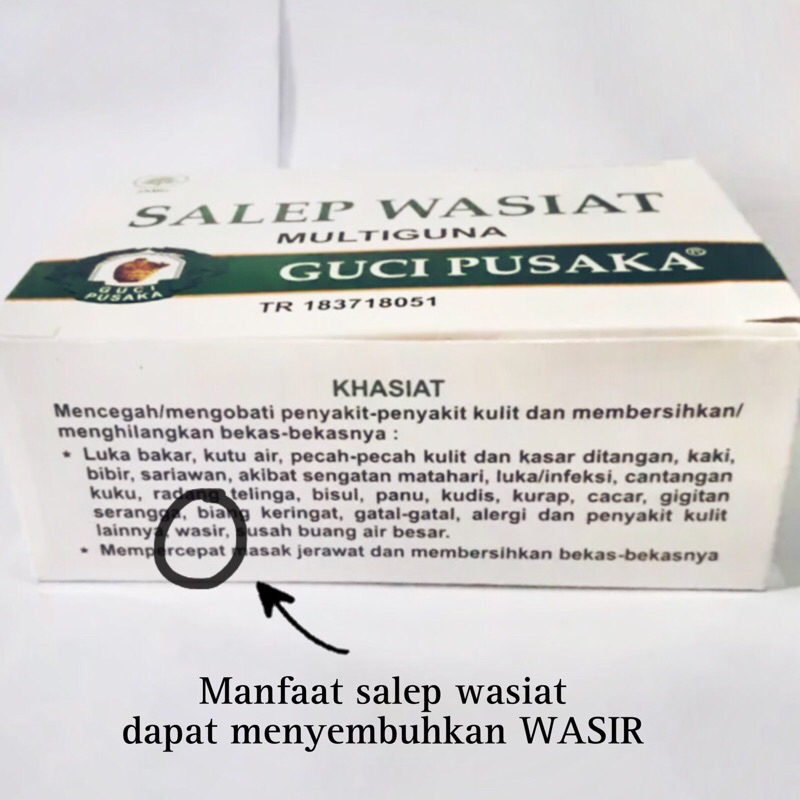 SALEP WASIAT
MULTIGUNA
GUCI PUSAKA®
GUCI
PUSAKA
TR 183718051
KHASIAT
Mencegah/mengobati penyakit-penyakit kulit dan membersihkan/
menghilangkan bekas-bekasnya :
* Luka bakar, kutu air, pecah-pecah kulit dan kasar ditangan, kaki,
bibir, sariawan, akibat sengatan matahari, luka/infeksi, cantangan
kuku, radang telinga, bisul, panu, kudis, kurap, cacar, gigitan
serangga, biang keringat, gatal-gatal, alergi dan penyakit kulit
lainnya, wasir, susah buang air besar.
* Mempercepat masak jerawat dan membersihkan bekas-bekasnya
Manfaat salep wasiat
dapat menyembuhkan WASIR